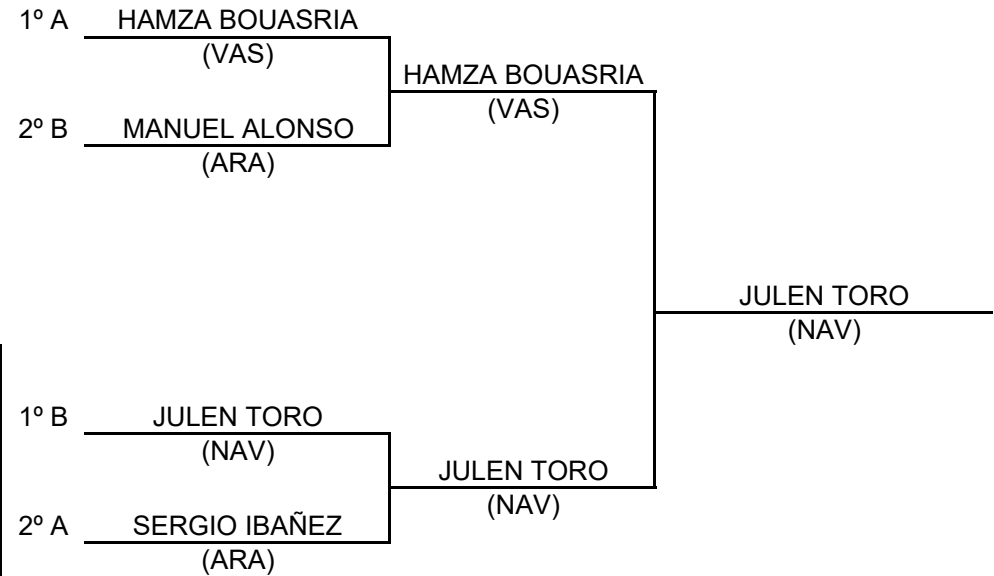 1º A HAMZA BOUASRIA
(VAS)
HAMZA BOUASRIA
(VAS)
2º B MANUEL ALONSO
(ARA)
JULEN TORO
(NAV)
1º B JULEN TORO
(NAV)
JULEN TORO
(NAV)
2º A SERGIO IBAÑEZ
(ARA)